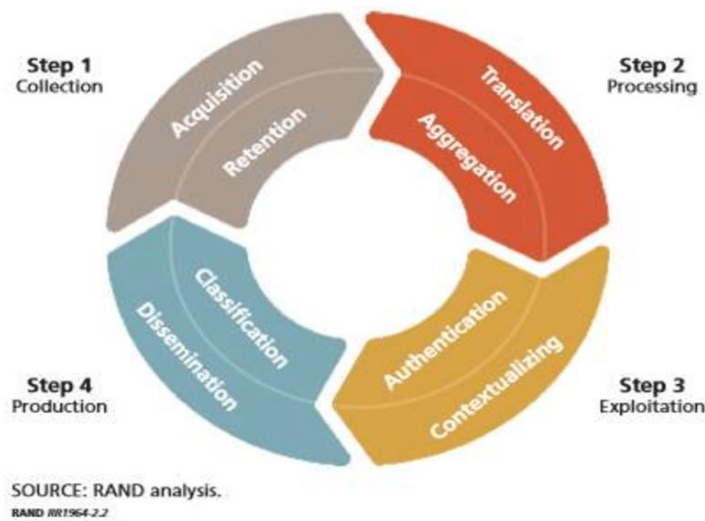 Step 1
Collection
Acquisition
Retention
Step 2
Processing
Translation
Aggregation
Step 3
Exploitation
Authentication
Contextualizing
Step 4
Production
Classification
Dissemination
SOURCE: RAND analysis.
RAND RR1964-2.2